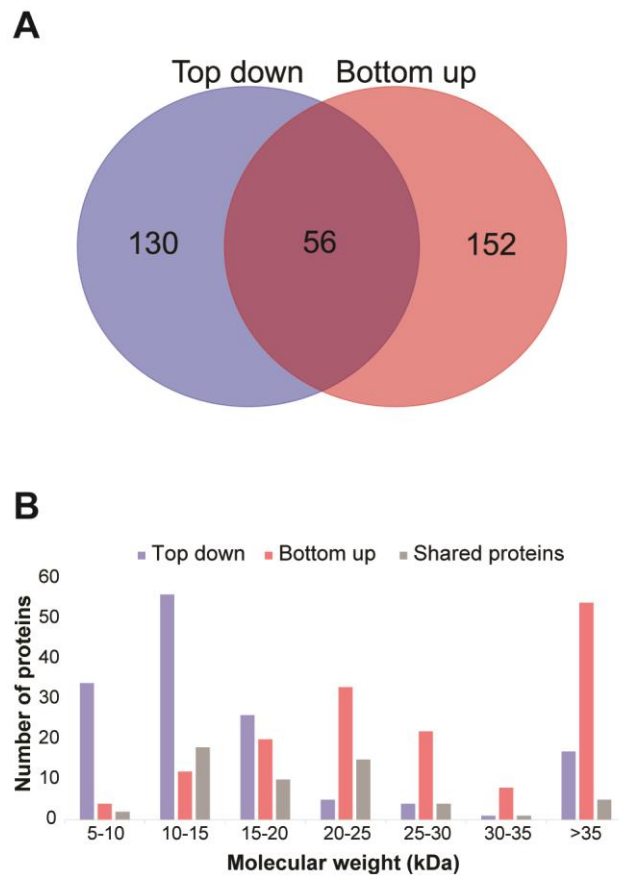 A
Top down Bottom up
130 56 152
B
Top down Bottom up Shared proteins
60
50
40
30
20
10
0
Number of proteins
5-10 10-15 15-20 20-25 25-30 30-35 >35
Molecular weight (kDa)